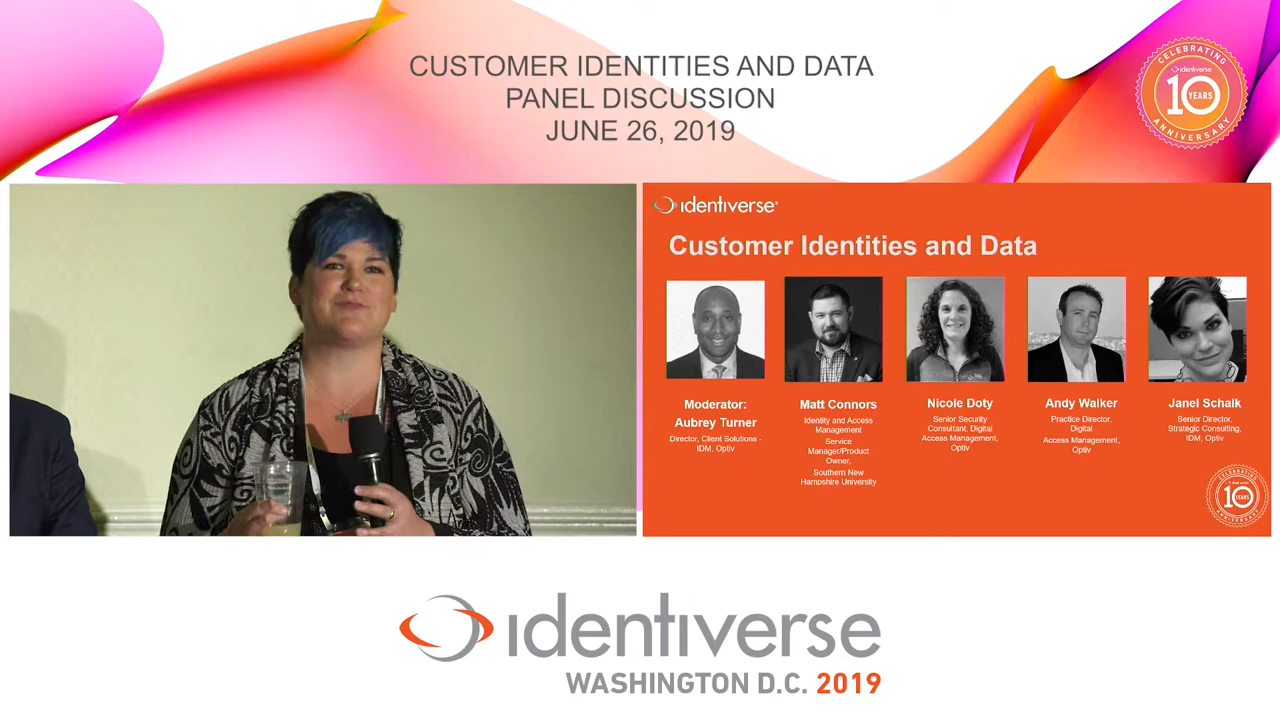 CUSTOMER IDENTITIES AND DATA
PANEL DISCUSSION
JUNE 26, 2019
CELEBRATING
identiverse
10
YEARS
ANNIVERSARY
identiverse
Customer Identities and Data
Moderator:
Aubrey Turner
Director, Client Solutions -
IDM, Optiv
Matt Connors
Identity and Access
Management
Service
Manager/Product
Owner,
Southern New
Hampshire University
Nicole Doty
Senior Security
Consultant, Digital
Access Management,
Optiv
Andy Walker
Practice Director,
Digital
Access Management,
Optiv
Janel Schalk
Senior Director,
Strategic Consulting,
IDM, Optiv
CELEBRATING
10
YEARS
ANNIVERSARY
identiverse
WASHINGTON D.C. 2019